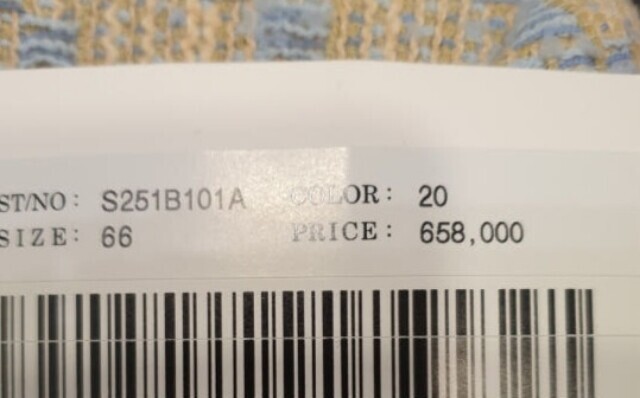 ST/NO: S251B101A COLOR: 20
SIZE: 66 PRICE: 658,000